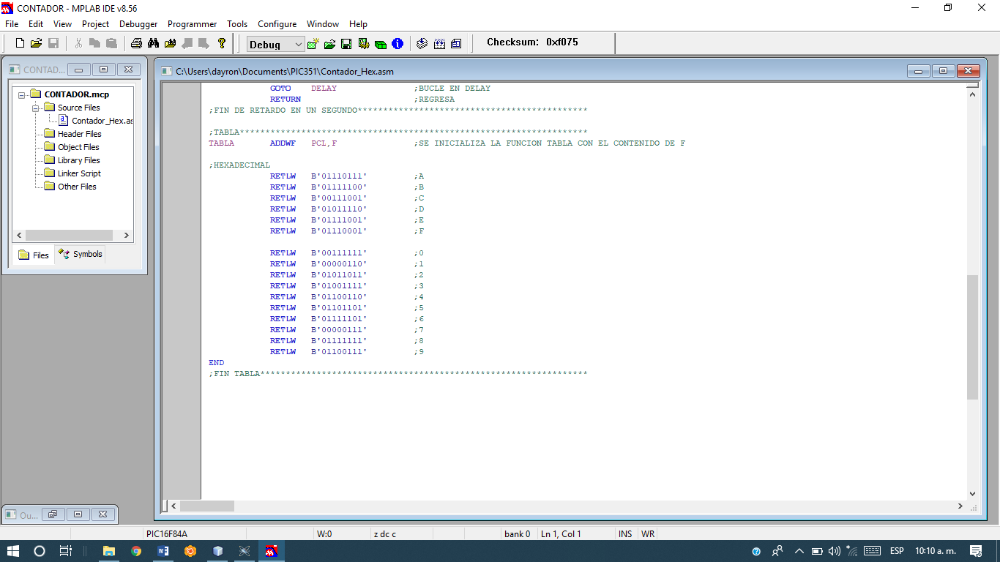 CONTADOR - MPLAB IDE v8.56
File Edit View Project Debugger Programmer Tools Configure Window Help
Debug
Checksum: 0xf075
CONTAD...
CONTADOR.mcp
Source Files
Contador_Hex.as
Header Files
Object Files
Library Files
Linker Script
Other Files
Files Symbols
C:\Users\dayron\Documents\PIC351\Contador_Hex.asm
GOTO DELAY ;BUCLE EN DELAY
RETURN ;REGRESA
;FIN DE RETARDO EN UN SEGUNDO*********************************************
;TABLA********************************************************************
TABLA ADDWF PCL,F ;SE INICIALIZA LA FUNCION TABLA CON EL CONTENIDO DE F
;HEXADECIMAL
RETLW B'01110111' ;A
RETLW B'01111100' ;B
RETLW B'00111001' ;C
RETLW B'01011110' ;D
RETLW B'01111001' ;E
RETLW B'01110001' ;F
RETLW B'00111111' ;0
RETLW B'00000110' ;1
RETLW B'01011011' ;2
RETLW B'01001111' ;3
RETLW B'01100110' ;4
RETLW B'01101101' ;5
RETLW B'01111101' ;6
RETLW B'00000111' ;7
RETLW B'01111111' ;8
RETLW B'01100111' ;9
END
;FIN TABLA****************************************************************
Ou...
PIC16F84A W:0 z dc c bank 0 Ln 1, Col 1 INS WR
ESP 10:10 a. m.